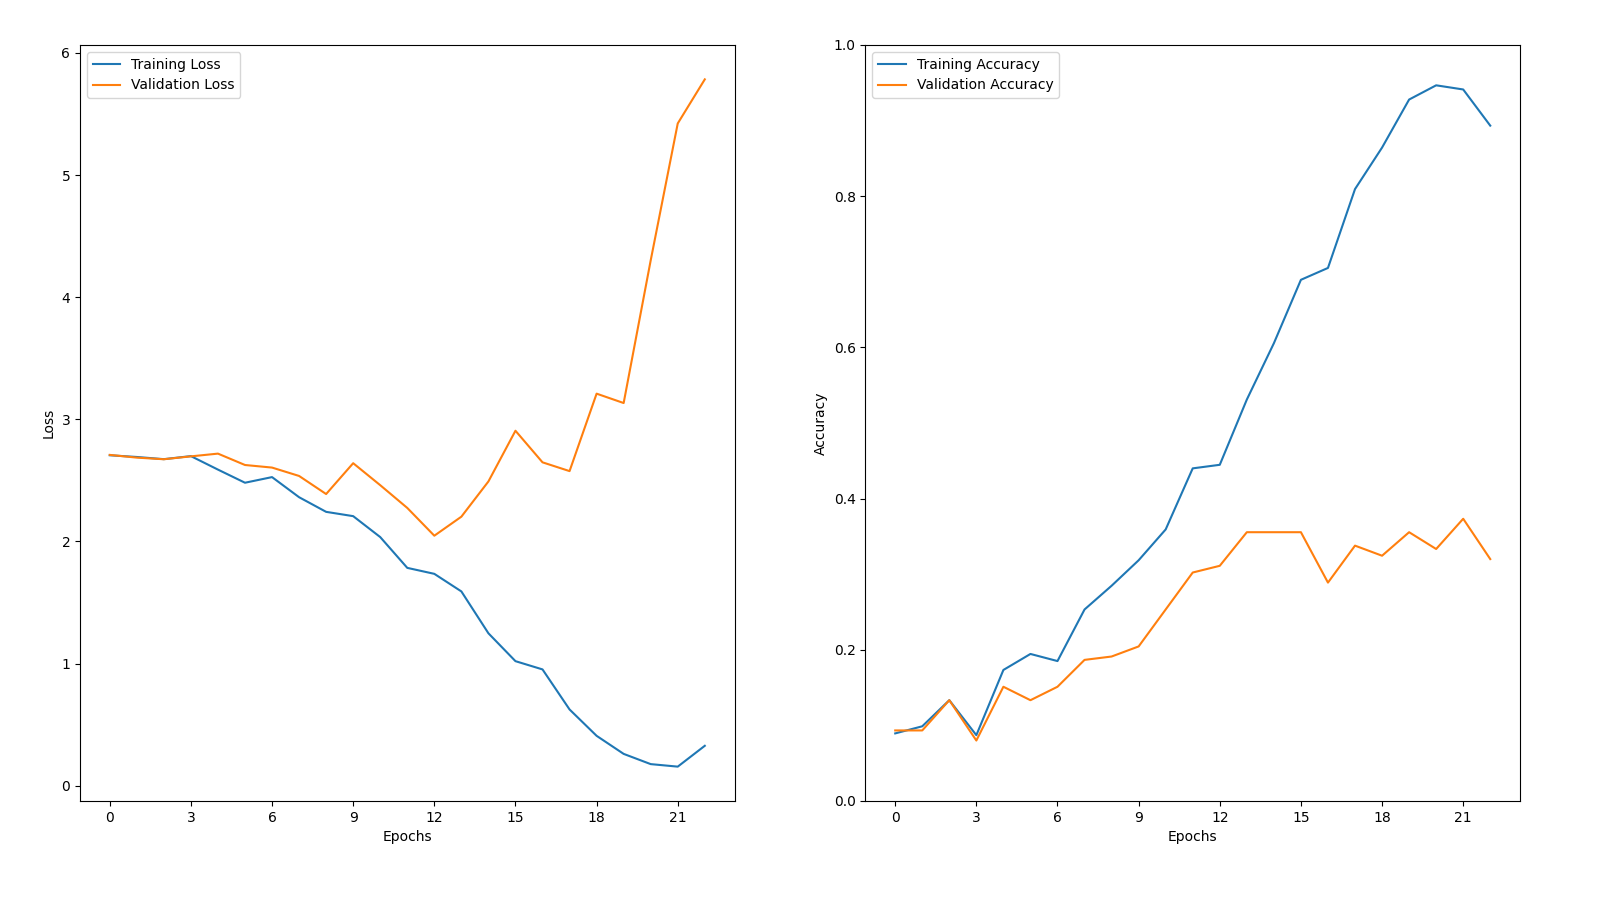 Training Loss
Validation Loss
6
5
4
3
2
1
0
Loss
0 3 6 9 12 15 18 21
Epochs
Training Accuracy
Validation Accuracy
1.0
0.8
0.6
0.4
0.2
0.0
Accuracy
0 3 6 9 12 15 18 21
Epochs